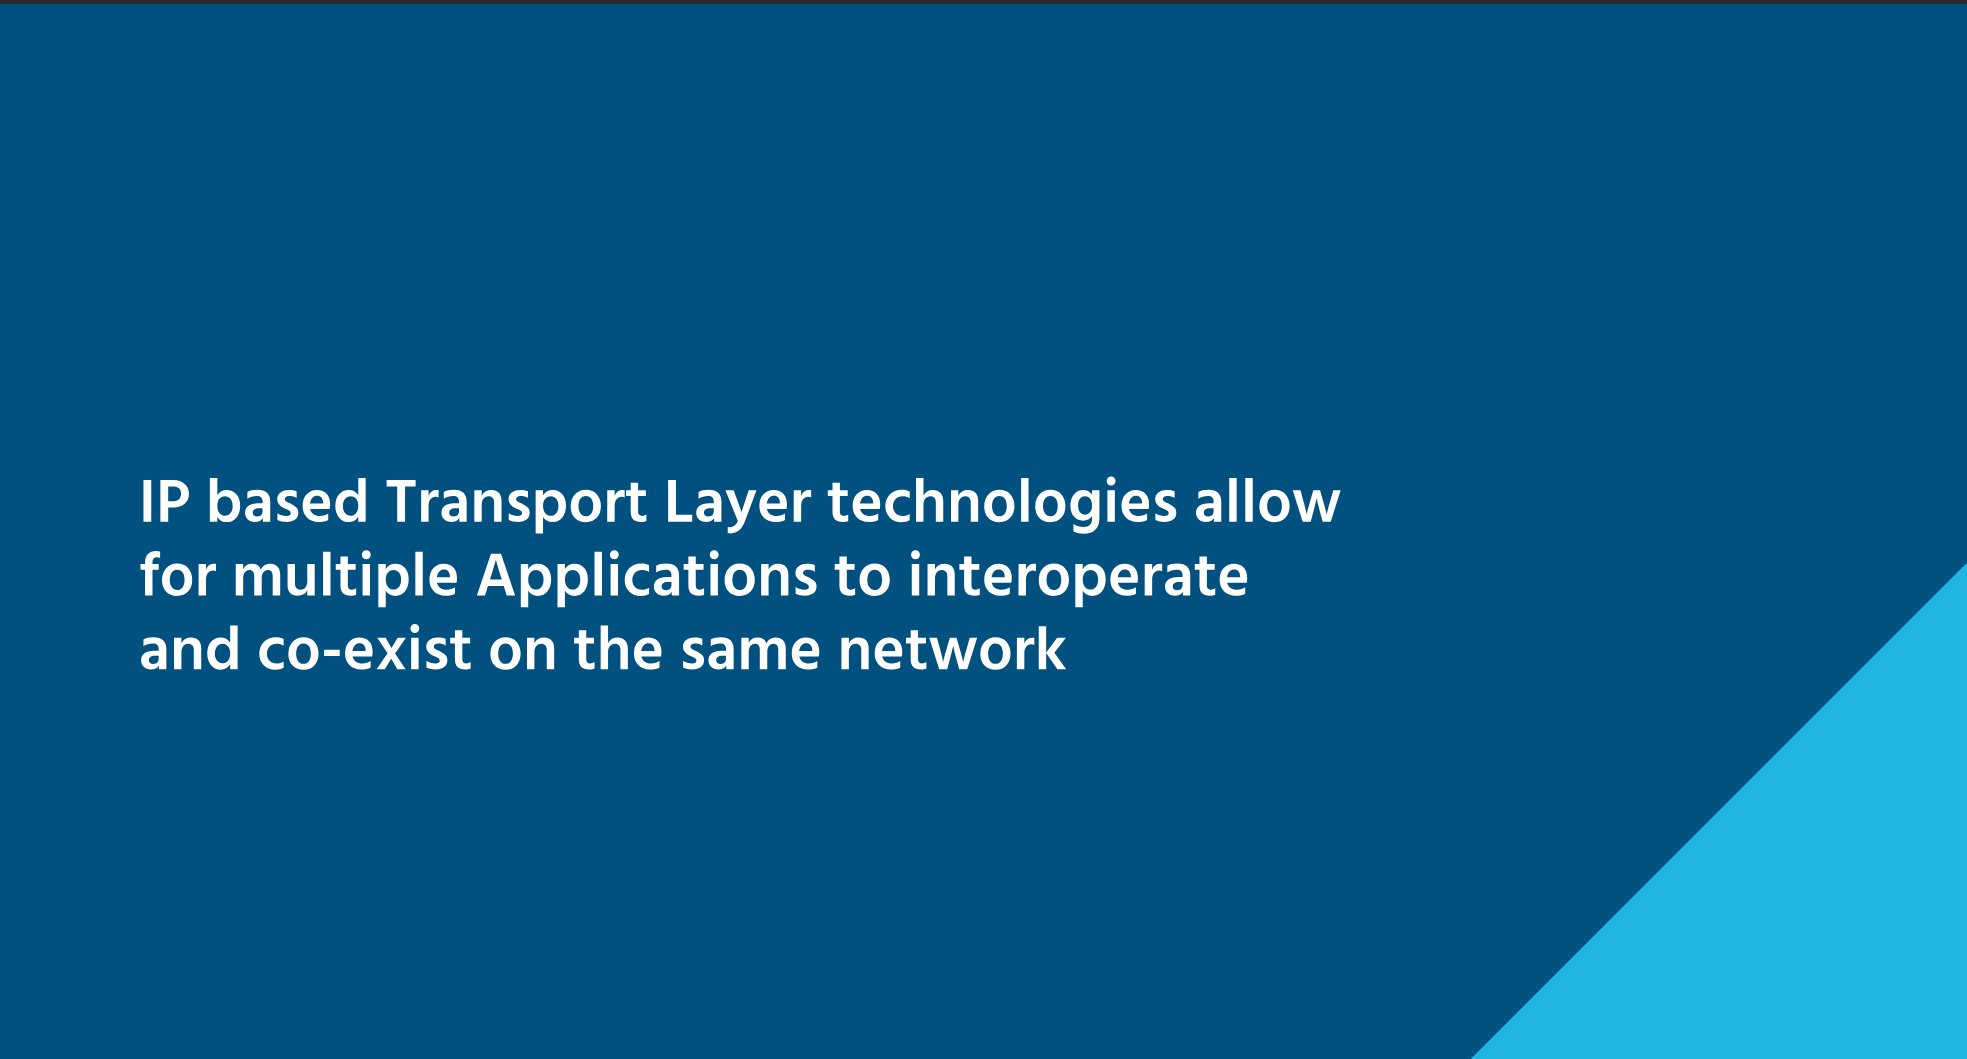 IP based Transport Layer technologies allow
for multiple Applications to interoperate
and co-exist on the same network